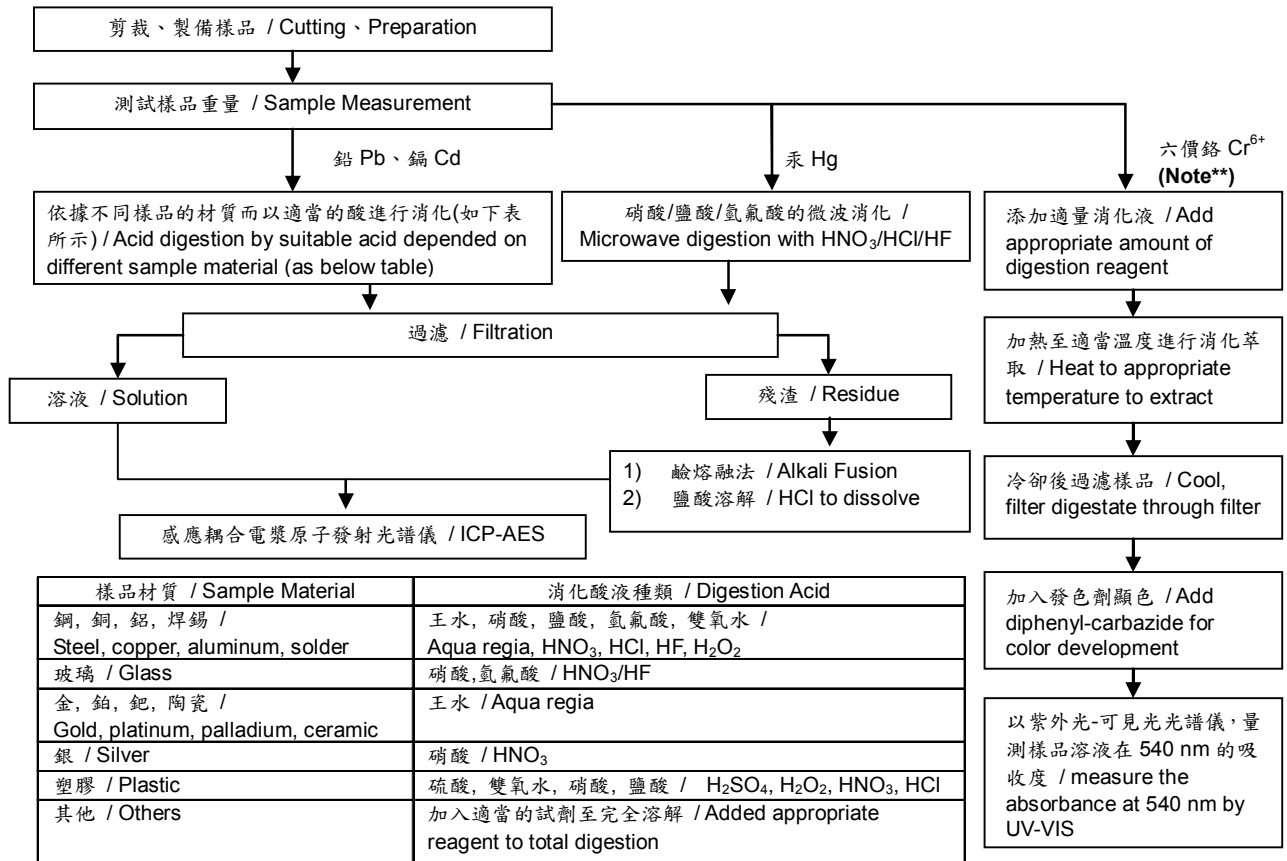 剪裁、製備樣品 / Cutting、Preparation
測試樣品重量 / Sample Measurement
鉛 Pb、鎘 Cd
汞 Hg
六價鉻 Cr⁶⁺
(Note**)
依據不同樣品的材質而以適當的酸進行消化(如下表
所示) / Acid digestion by suitable acid depended on
different sample material (as below table)
硝酸/鹽酸/氫氟酸的微波消化 /
Microwave digestion with HNO₃/HCl/HF
添加適量消化液 / Add
appropriate amount of
digestion reagent
過濾 / Filtration
加熱至適當溫度進行消化萃
取 / Heat to appropriate
temperature to extract
溶液 / Solution
殘渣 / Residue
1) 鹼熔融法 / Alkali Fusion
2) 鹽酸溶解 / HCl to dissolve
冷卻後過濾樣品 / Cool,
filter digestate through filter
感應耦合電漿原子發射光譜儀 / ICP-AES
加入發色劑顯色 / Add
diphenyl-carbazide for
color development
以紫外光-可見光光譜儀，量
測樣品溶液在 540 nm 的吸
收度 / measure the
absorbance at 540 nm by
UV-VIS
樣品材質 / Sample Material
消化酸液種類 / Digestion Acid
鋼, 銅, 鋁, 焊錫 /
Steel, copper, aluminum, solder
王水, 硝酸, 鹽酸, 氫氟酸, 雙氧水 /
Aqua regia, HNO₃, HCl, HF, H₂O₂
玻璃 / Glass
硝酸,氫氟酸 / HNO₃/HF
金, 鉑, 鈀, 陶瓷 /
Gold, platinum, palladium, ceramic
王水 / Aqua regia
銀 / Silver
硝酸 / HNO₃
塑膠 / Plastic
硫酸, 雙氧水, 硝酸, 鹽酸 / H₂SO₄, H₂O₂, HNO₃, HCl
其他 / Others
加入適當的試劑至完全溶解 / Added appropriate
reagent to total digestion